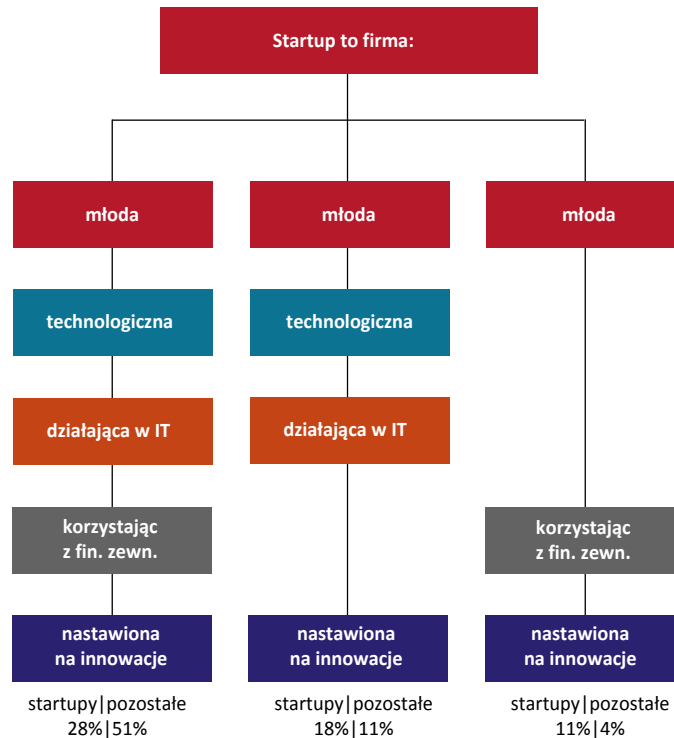 Startup to firma:
młoda
młoda
młoda
technologiczna
technologiczna
działająca w IT
działająca w IT
korzystając
z fin. zewn.
korzystając
z fin. zewn.
nastawiona
na innowacje
nastawiona
na innowacje
nastawiona
na innowacje
startupy|pozostałe
28%|51%
startupy|pozostałe
18%|11%
startupy|pozostałe
11%|4%